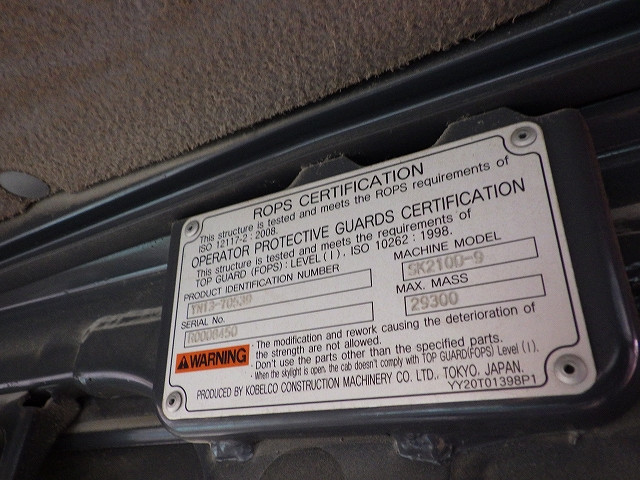 ROPS CERTIFICATION
This structure is tested and meets the ROPS requirements of
ISO 12117-2 : 2008.
OPERATOR PROTECTIVE GUARDS CERTIFICATION
This structure is tested and meets the requirements of
TOP GUARD (FOPS) : LEVEL ( I ) , ISO 10262 : 1998.
PRODUCT IDENTIFICATION NUMBER
YN13-70530
MACHINE MODEL
SK210D-9
SERIAL No.
R0008450
MAX. MASS
29300
WARNING
· The modification and rework causing the deterioration of
the strength are not allowed.
· Don't use the parts other than the specified parts.
· When the skylight is open, the cab doesn't comply with TOP GUARD(FOPS) Level ( I ).
PRODUCED BY KOBELCO CONSTRUCTION MACHINERY CO. LTD. TOKYO. JAPAN.
YY20T01398P1